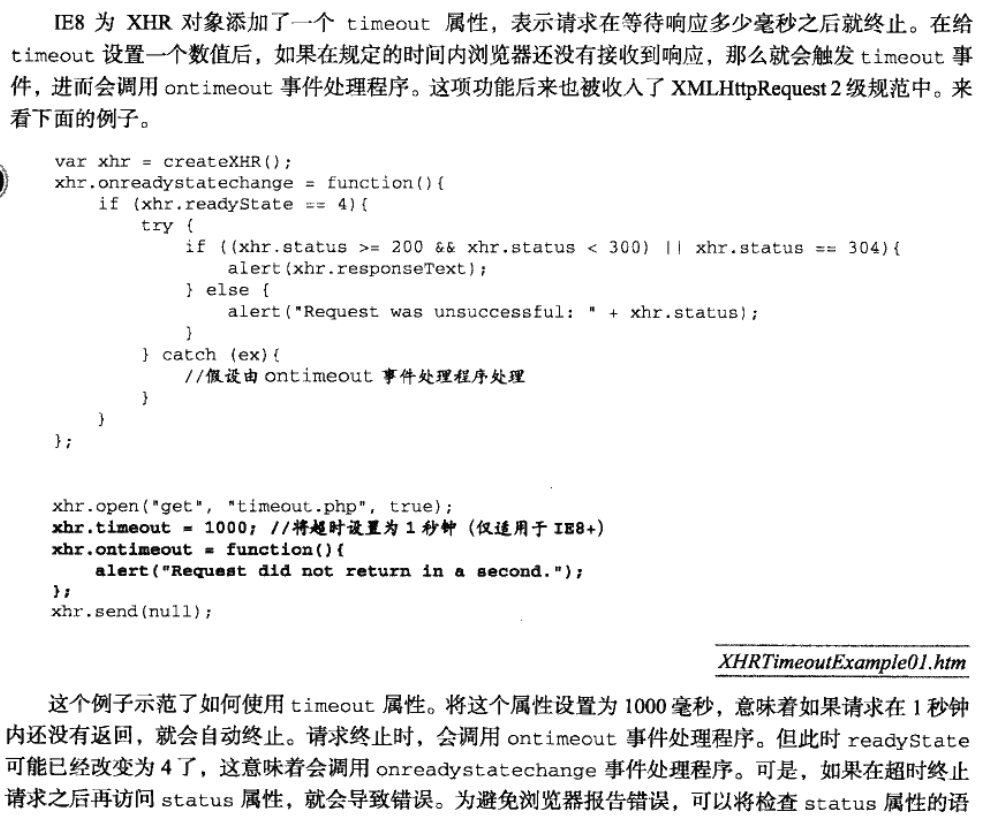 IE8 为 XHR 对象添加了一个 timeout 属性，表示请求在等待响应多少毫秒之后就终止。在给
timeout 设置一个数值后，如果在规定的时间内浏览器还没有接收到响应，那么就会触发 timeout 事
件，进而会调用 ontimeout 事件处理程序。这项功能后来也被收入了 XMLHttpRequest 2 级规范中。来
看下面的例子。
var xhr = createXHR();
xhr.onreadystatechange = function(){
    if (xhr.readyState == 4){
        try {
            if ((xhr.status >= 200 && xhr.status < 300) || xhr.status == 304){
                alert(xhr.responseText);
            } else {
                alert("Request was unsuccessful: " + xhr.status);
            }
        } catch (ex){
            //假设由 ontimeout 事件处理程序处理
        }
    }
};
xhr.open("get", "timeout.php", true);
xhr.timeout = 1000; //将超时设置为 1 秒钟（仅适用于 IE8+）
xhr.ontimeout = function(){
    alert("Request did not return in a second.");
};
xhr.send(null);
XHRTimeoutExample01.htm
这个例子示范了如何使用 timeout 属性。将这个属性设置为 1000 毫秒，意味着如果请求在 1 秒钟
内还没有返回，就会自动终止。请求终止时，会调用 ontimeout 事件处理程序。但此时 readyState
可能已经改变为 4 了，这意味着会调用 onreadystatechange 事件处理程序。可是，如果在超时终止
请求之后再访问 status 属性，就会导致错误。为避免浏览器报告错误，可以将检查 status 属性的语